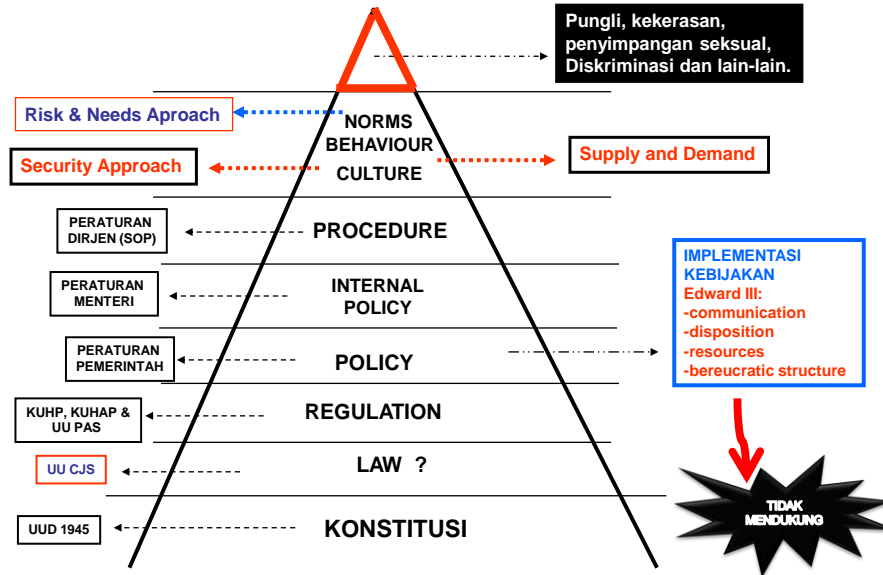 Pungli, kekerasan,
penyimpangan seksual,
Diskriminasi dan lain-lain.
Risk & Needs Aproach
NORMS
BEHAVIOUR
CULTURE
Security Approach
Supply and Demand
PERATURAN
DIRJEN (SOP)
PROCEDURE
PERATURAN
MENTERI
INTERNAL
POLICY
IMPLEMENTASI
KEBIJAKAN
Edward III:
-communication
-disposition
-resources
-bereucratic structure
PERATURAN
PEMERINTAH
POLICY
KUHP, KUHAP &
UU PAS
REGULATION
UU CJS
LAW ?
TIDAK
MENDUKUNG
UUD 1945
KONSTITUSI